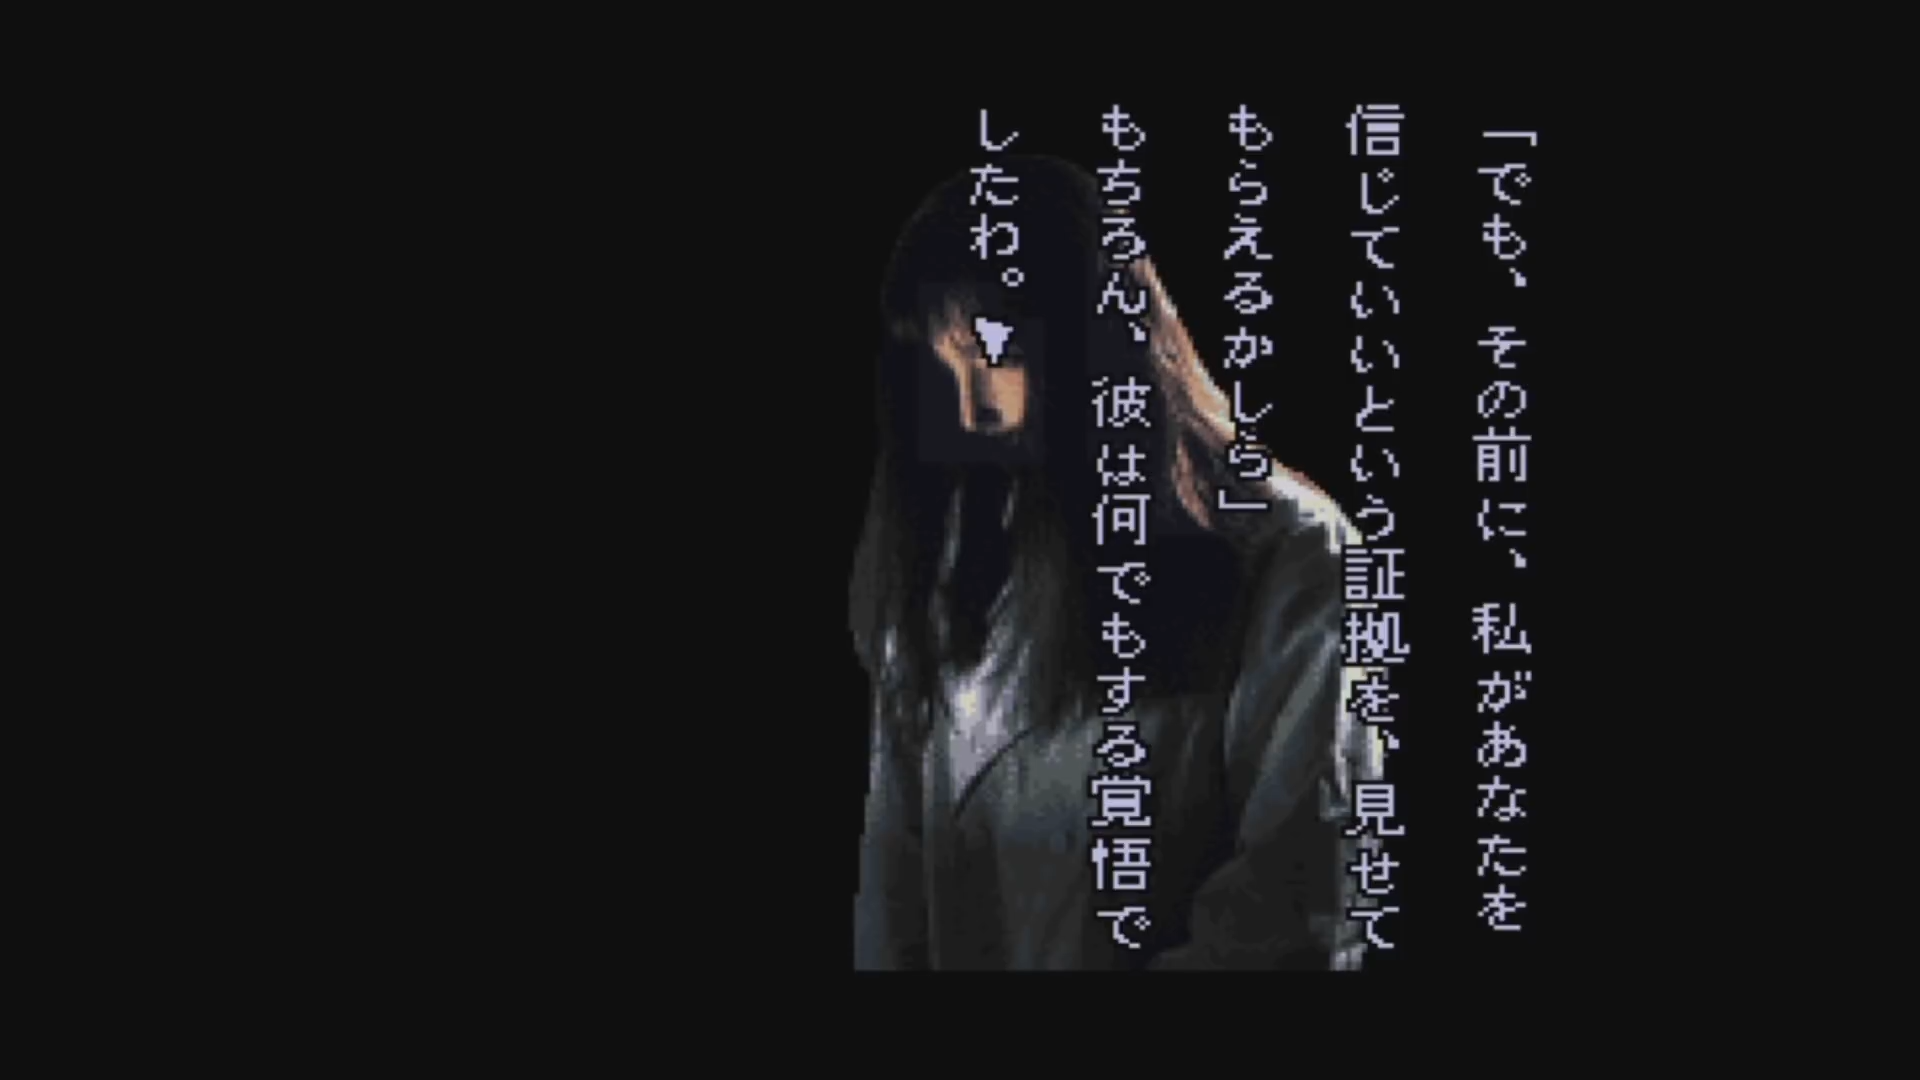 「でも、その前に、私があなたを
信じていいという証拠を、見せて
もらえるかしら」
もちろん、彼は何でもする覚悟で
したわ。